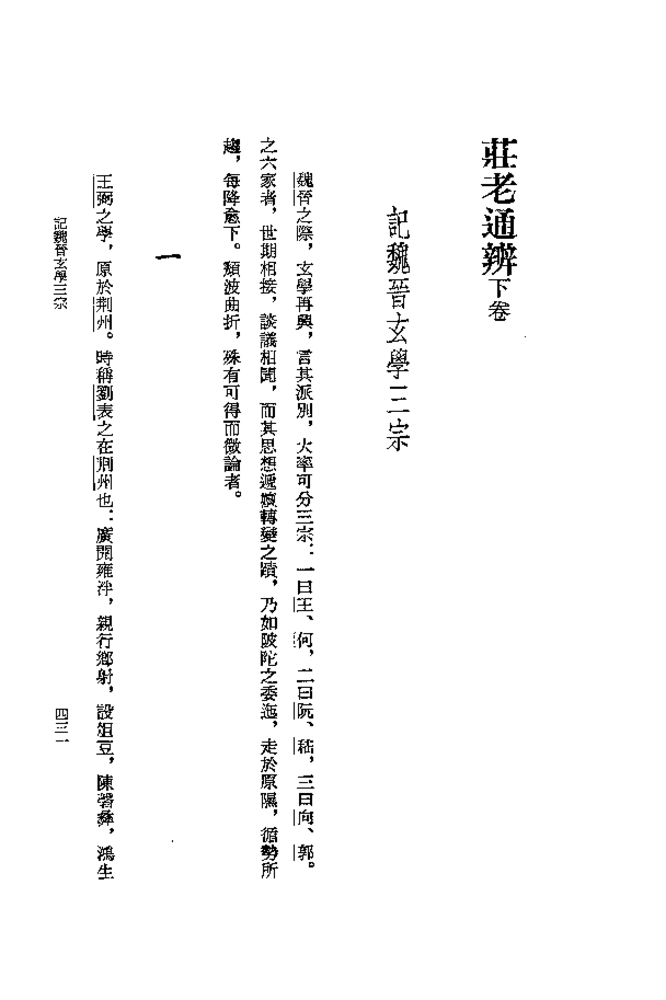 莊老通辨下卷
記魏晉玄學三宗
魏晉之際，玄學再興，言其派別，大率可分三宗：一曰王、何，二曰阮、嵇，三曰向、郭。
之六家者，世期相接，談議相聞，而其思想遞嬗轉變之蹟，乃如陂陀之委迤，走於原隰，循勢所
趨，每降愈下。頹波曲折，殊有可得而微論者。
一
王弼之學，原於荆州。時稱劉表之在荆州也：廣開雍泮，親行鄉射，設俎豆，陳罄彝，鴻生
記魏晉玄學三宗
四三一